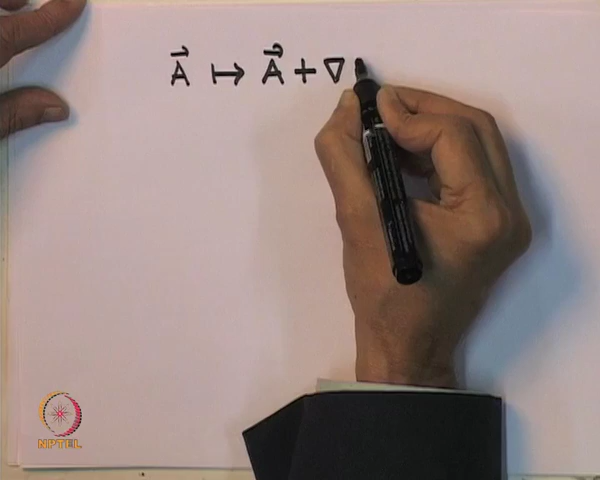 A⃗ ↦ A⃗ + ∇
NPTEL